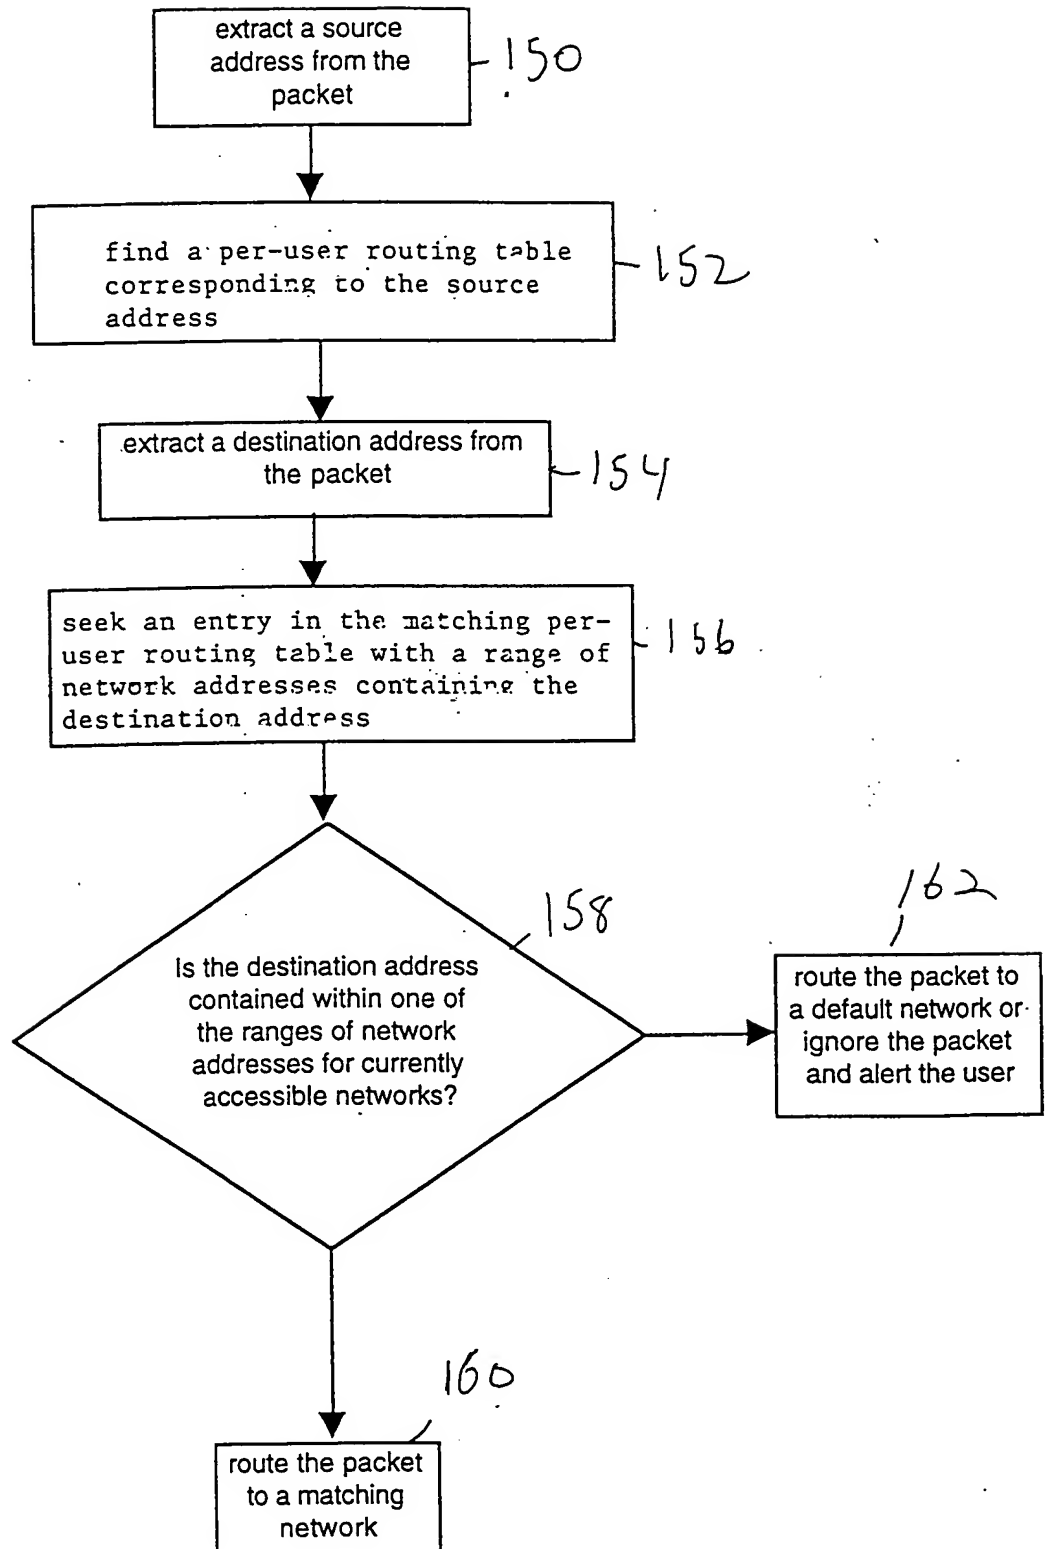 extract a source
address from the
packet
150
find a per-user routing table
corresponding to the source
address
152
extract a destination address from
the packet
154
seek an entry in the matching per-
user routing table with a range of
network addresses containing the
destination address
156
Is the destination address
contained within one of
the ranges of network
addresses for currently
accessible networks?
158
162
route the packet to
a default network or
ignore the packet
and alert the user
160
route the packet
to a matching
network